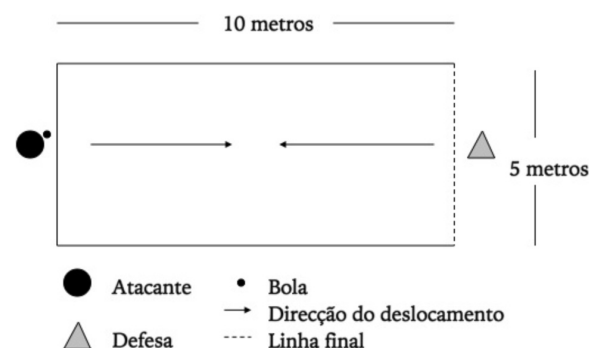 10 metros
5 metros
Atacante
Bola
Direcção do deslocamento
Defesa
Linha final